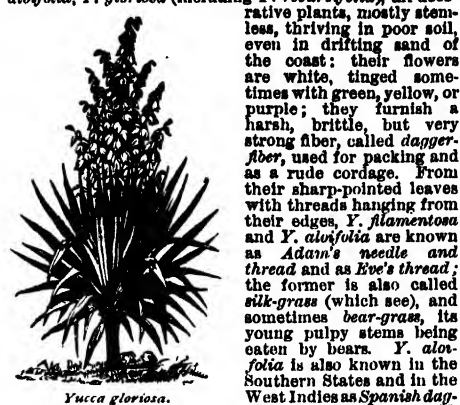 rative plants, mostly stem-
less, thriving in poor soil,
even in drifting sand of
the coast; their flowers
are white, tinged some-
times with green, yellow, or
purple; they furnish a
harsh, brittle, but very
strong fiber, called dagger-
fiber, used for packing and
as a rude cordage. From
their sharp-pointed leaves
with threads hanging from
their edges, Y. filamentosa
and Y. aloifolia are known
as Adam's needle and
thread and as Eve's thread;
the former is also called
silk-grass (which see), and
sometimes bear-grass, its
young pulpy stems being
eaten by bears. Y. aloi-
folia is also known in the
Southern States and in the
West Indies as Spanish dag-
Yucca gloriosa.